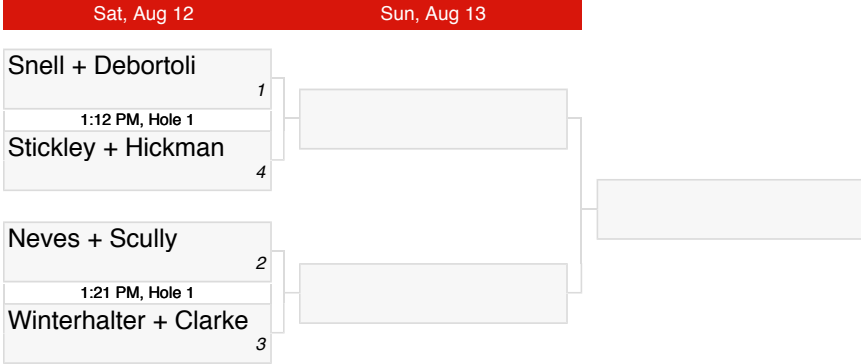 Sat, Aug 12
Sun, Aug 13
Snell + Debortoli
1
1:12 PM, Hole 1
Stickley + Hickman
4
Neves + Scully
2
1:21 PM, Hole 1
Winterhalter + Clarke
3